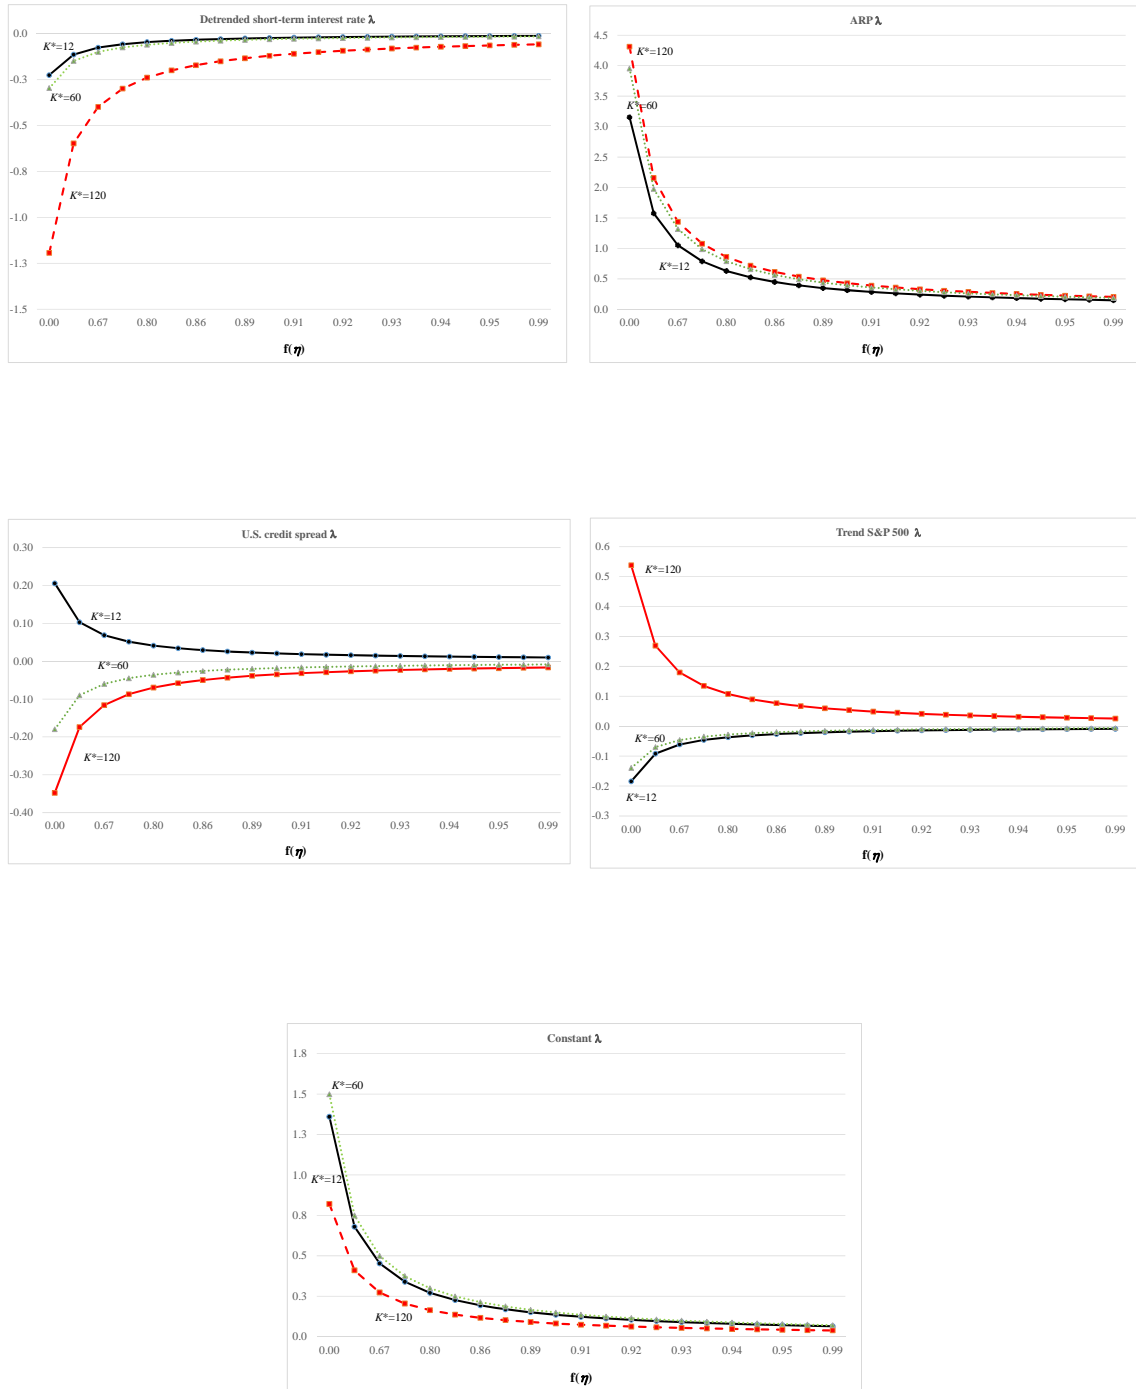 Detrended short-term interest rate λ
0.0
-0.3
-0.5
-0.8
-1.0
-1.3
-1.5
K*=12
K*=60
K*=120
0.00 0.67 0.80 0.86 0.89 0.91 0.92 0.93 0.94 0.95 0.99
f(η)
ARP λ
4.5
4.0
3.5
3.0
2.5
2.0
1.5
1.0
0.5
0.0
K*=120
K*=60
K*=12
0.00 0.67 0.80 0.86 0.89 0.91 0.92 0.93 0.94 0.95 0.99
f(η)
U.S. credit spread λ
0.30
0.20
0.10
0.00
-0.10
-0.20
-0.30
-0.40
K*=12
K*=60
K*=120
0.00 0.67 0.80 0.86 0.89 0.91 0.92 0.93 0.94 0.95 0.99
f(η)
Trend S&P 500 λ
0.6
0.5
0.4
0.3
0.2
0.1
0.0
-0.1
-0.2
-0.3
K*=120
K*=60
K*=12
0.00 0.67 0.80 0.86 0.89 0.91 0.92 0.93 0.94 0.95 0.99
f(η)
Constant λ
1.8
1.5
1.3
1.0
0.8
0.5
0.3
0.0
K*=60
K*=12
K*=120
0.00 0.67 0.80 0.86 0.89 0.91 0.92 0.93 0.94 0.95 0.99
f(η)